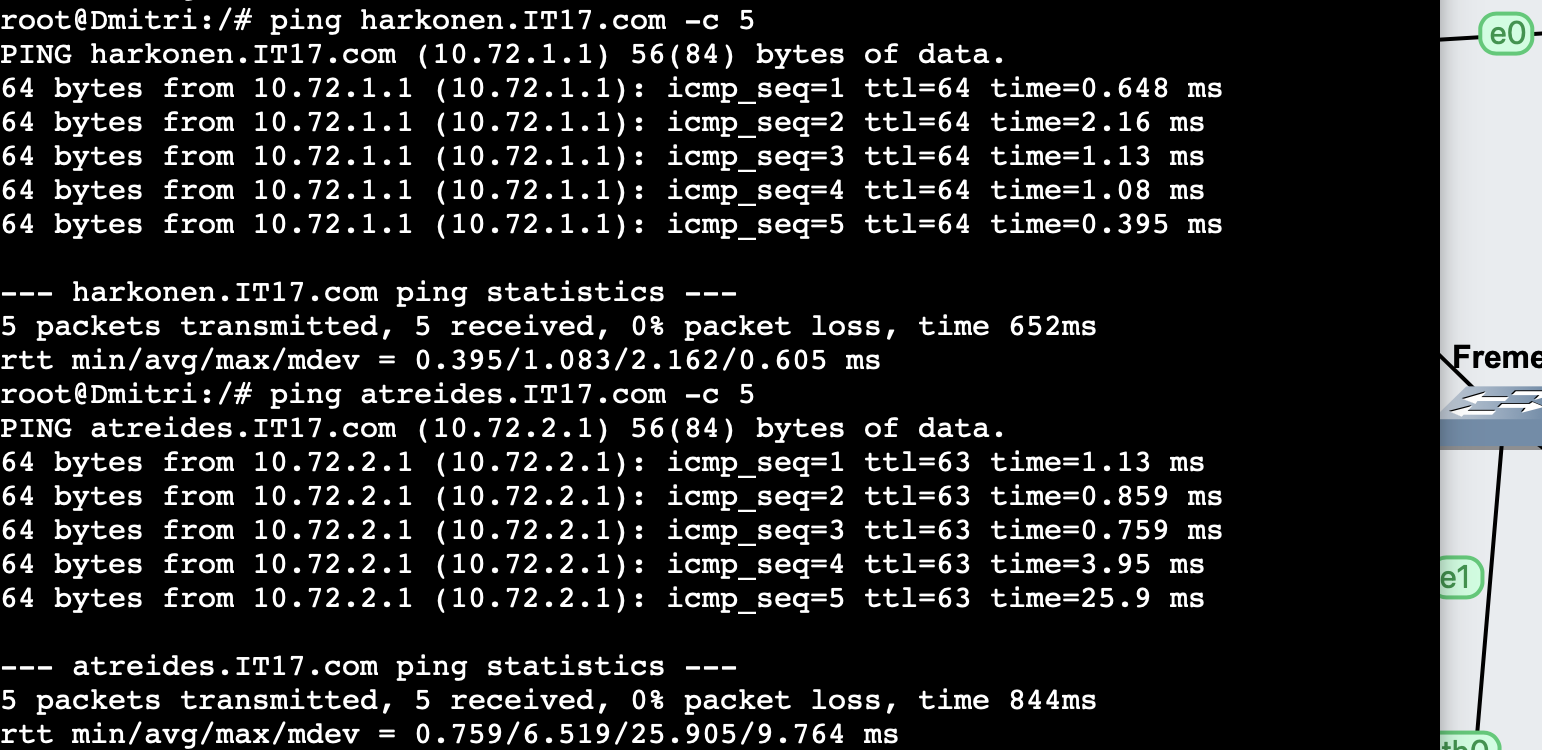 root@Dmitri:/# ping harkonen.IT17.com -c 5
PING harkonen.IT17.com (10.72.1.1) 56(84) bytes of data.
64 bytes from 10.72.1.1 (10.72.1.1): icmp_seq=1 ttl=64 time=0.648 ms
64 bytes from 10.72.1.1 (10.72.1.1): icmp_seq=2 ttl=64 time=2.16 ms
64 bytes from 10.72.1.1 (10.72.1.1): icmp_seq=3 ttl=64 time=1.13 ms
64 bytes from 10.72.1.1 (10.72.1.1): icmp_seq=4 ttl=64 time=1.08 ms
64 bytes from 10.72.1.1 (10.72.1.1): icmp_seq=5 ttl=64 time=0.395 ms

--- harkonen.IT17.com ping statistics ---
5 packets transmitted, 5 received, 0% packet loss, time 652ms
rtt min/avg/max/mdev = 0.395/1.083/2.162/0.605 ms
root@Dmitri:/# ping atreides.IT17.com -c 5
PING atreides.IT17.com (10.72.2.1) 56(84) bytes of data.
64 bytes from 10.72.2.1 (10.72.2.1): icmp_seq=1 ttl=63 time=1.13 ms
64 bytes from 10.72.2.1 (10.72.2.1): icmp_seq=2 ttl=63 time=0.859 ms
64 bytes from 10.72.2.1 (10.72.2.1): icmp_seq=3 ttl=63 time=0.759 ms
64 bytes from 10.72.2.1 (10.72.2.1): icmp_seq=4 ttl=63 time=3.95 ms
64 bytes from 10.72.2.1 (10.72.2.1): icmp_seq=5 ttl=63 time=25.9 ms

--- atreides.IT17.com ping statistics ---
5 packets transmitted, 5 received, 0% packet loss, time 844ms
rtt min/avg/max/mdev = 0.759/6.519/25.905/9.764 ms
e0
Freme
e1